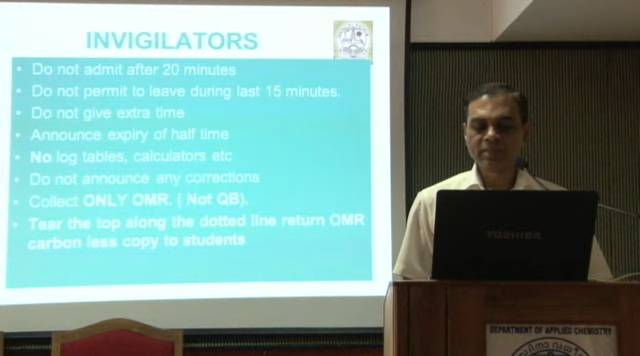 INVIGILATORS
• Do not admit after 20 minutes
• Do not permit to leave during last 15 minutes.
• Do not give extra time
• Announce expiry of half time
• No log tables, calculators etc
• Do not announce any corrections
• Collect ONLY OMR. ( Not QB).
• Tear the top along the dotted line return OMR
carbon less copy to students
TOSHIBA
DEPARTMENT OF APPLIED CHEMISTRY